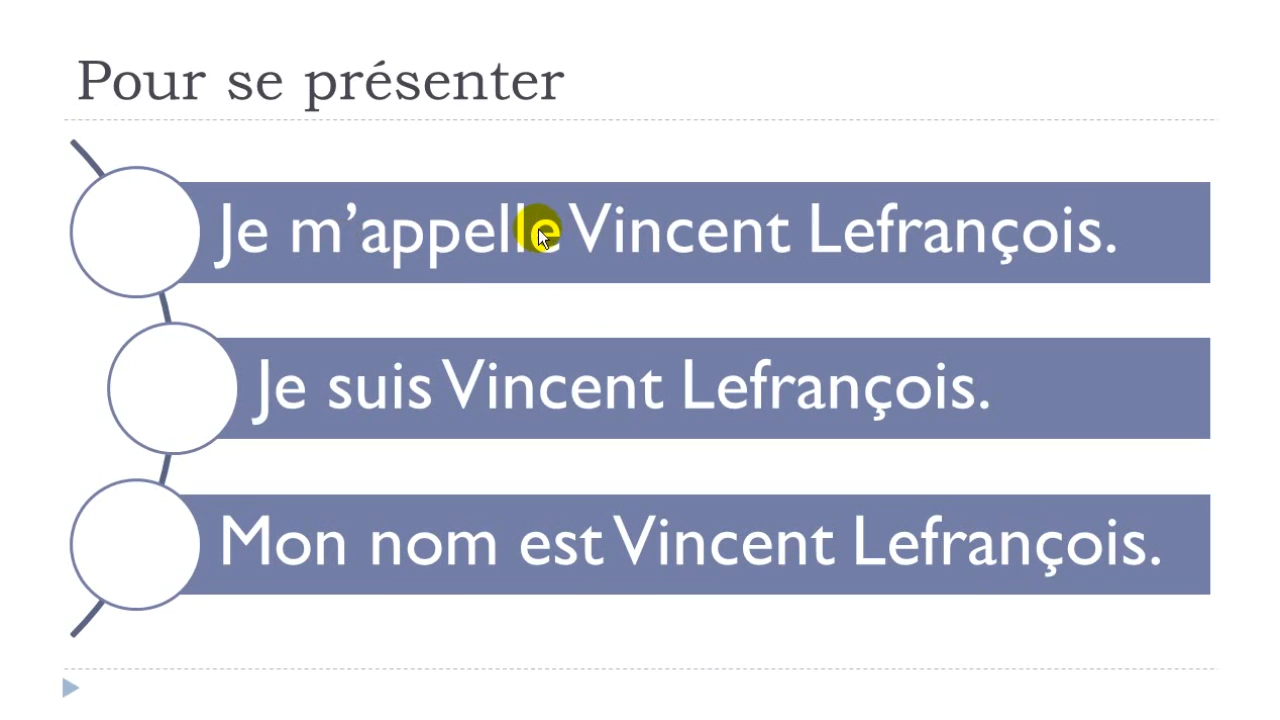 Pour se présenter
Je m’appelle Vincent Lefrançois.
Je suis Vincent Lefrançois.
Mon nom est Vincent Lefrançois.